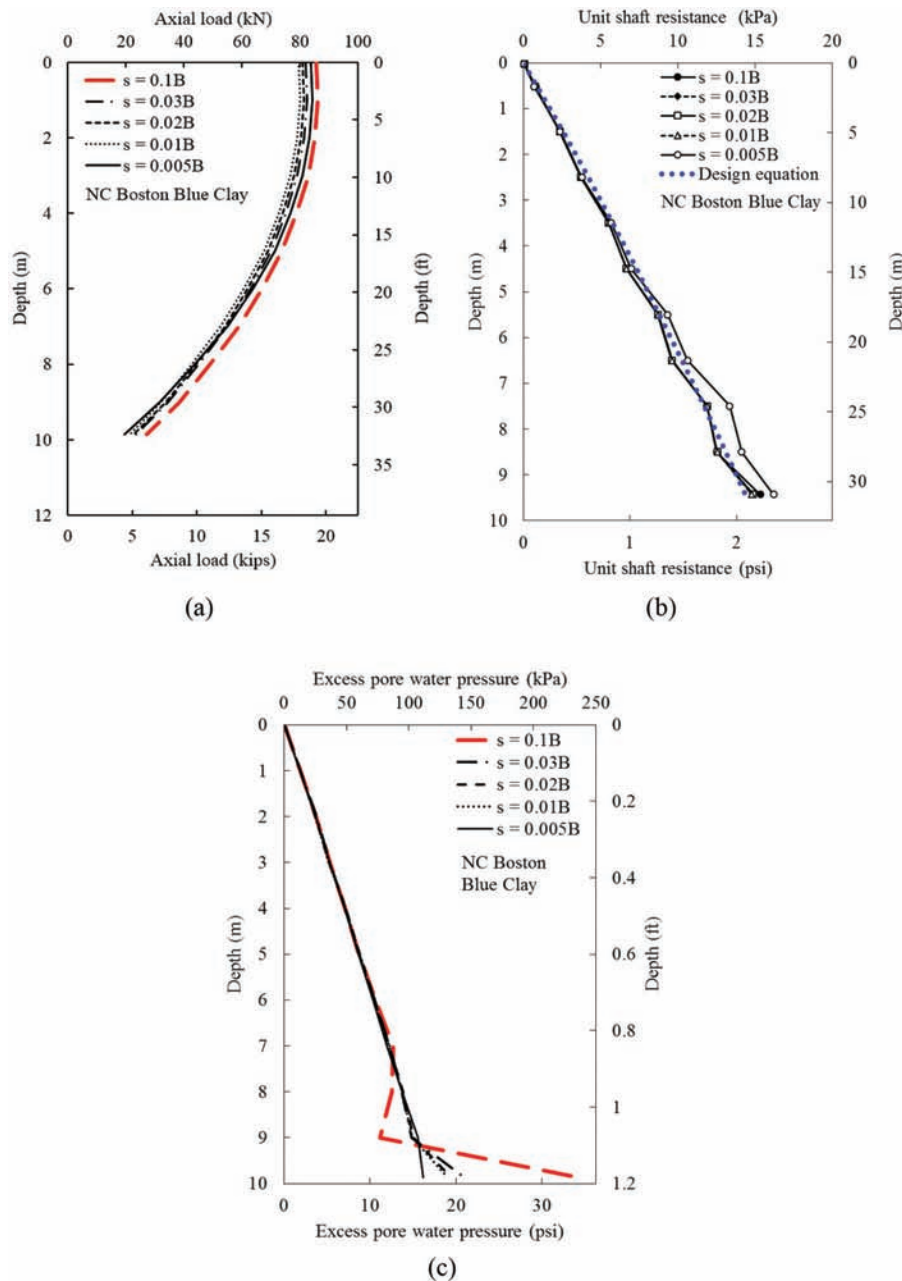 Axial load (kN)
0 20 40 60 80 100
0
2
4
6
8
10
12
Depth (m)
s = 0.1B
s = 0.03B
s = 0.02B
s = 0.01B
s = 0.005B
NC Boston Blue Clay
0
5
10
15
20
25
30
35
Depth (ft)
0 5 10 15 20
Axial load (kips)
(a)
Unit shaft resistance (kPa)
0 5 10 15 20
0
1
2
3
4
5
6
7
8
9
10
Depth (m)
s = 0.1B
s = 0.03B
s = 0.02B
s = 0.01B
s = 0.005B
Design equation
NC Boston Blue Clay
0
5
10
15
20
25
30
Depth (m)
0 1 2
Unit shaft resistance (psi)
(b)
Excess pore water pressure (kPa)
0 50 100 150 200 250
0
1
2
3
4
5
6
7
8
9
10
Depth (m)
s = 0.1B
s = 0.03B
s = 0.02B
s = 0.01B
s = 0.005B
NC Boston
Blue Clay
0
0.2
0.4
0.6
0.8
1
1.2
Depth (ft)
0 10 20 30
Excess pore water pressure (psi)
(c)